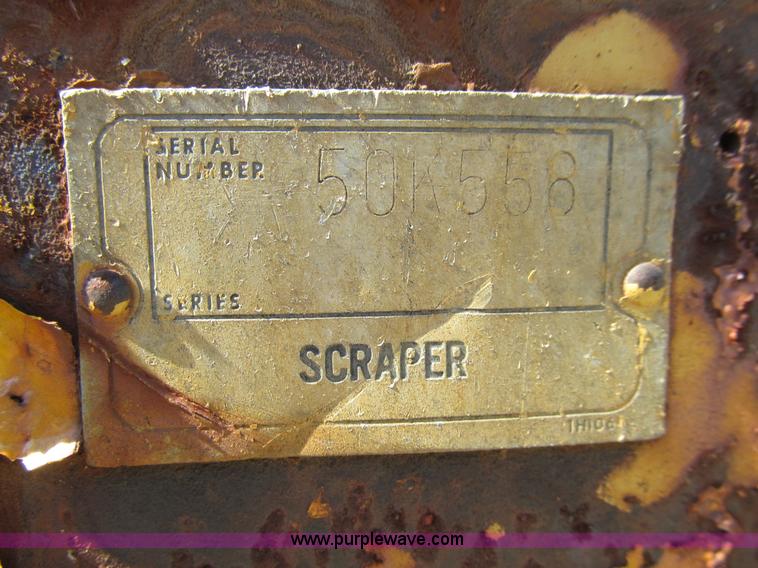 SERIAL
NUMBER 50K558
SERIES
SCRAPER
www.purplewave.com